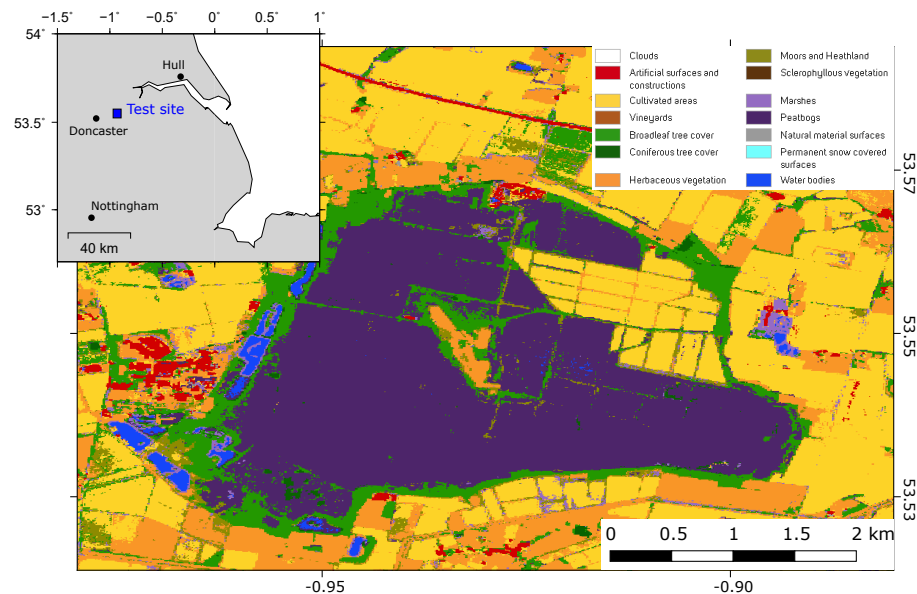 -1.5° -1° -0.5° 0° 0.5° 1°
54°
53.5°
53°
Hull
Test site
Doncaster
Nottingham
40 km
Clouds
Artificial surfaces and
constructions
Cultivated areas
Vineyards
Broadleaf tree cover
Coniferous tree cover
Herbaceous vegetation
Moors and Heathland
Sclerophyllous vegetation
Marshes
Peatbogs
Natural material surfaces
Permanent snow covered
surfaces
Water bodies
53.57
53.55
53.53
0 0.5 1 1.5 2 km
-0.95 -0.90